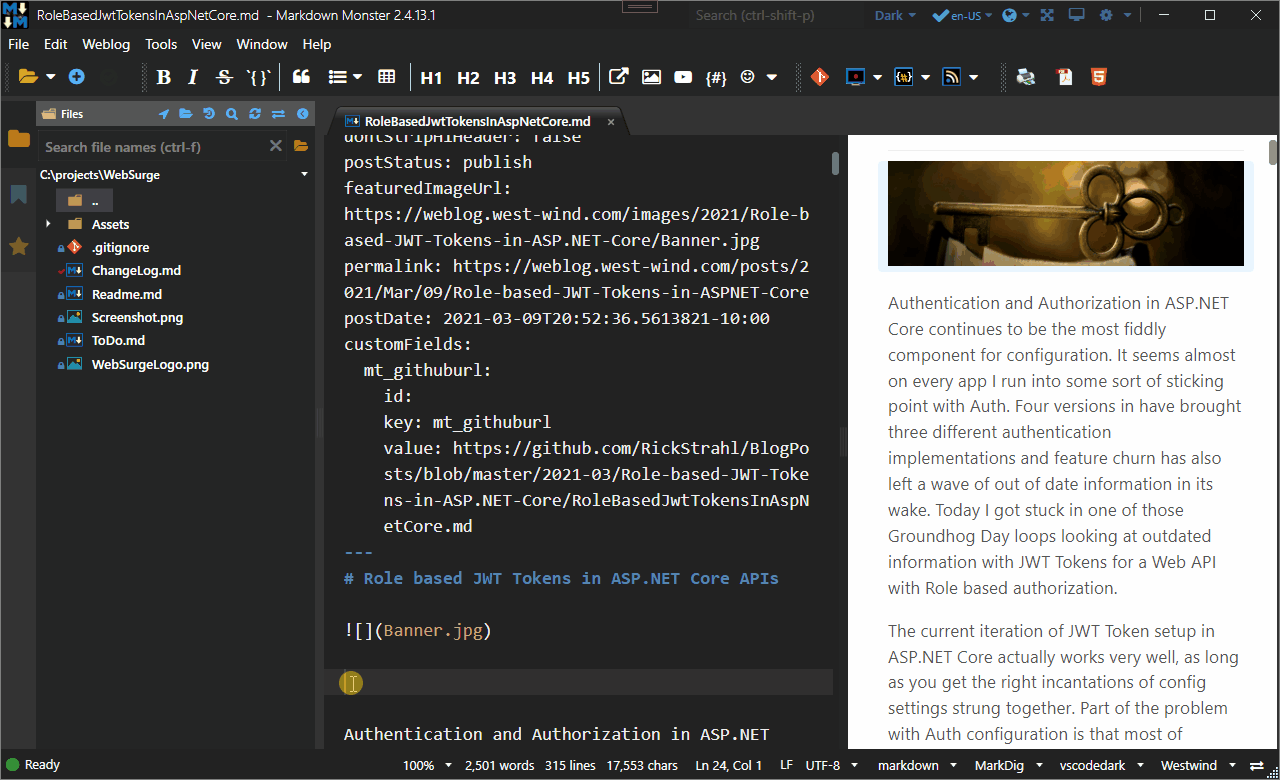 RoleBasedJwtTokensInAspNetCore.md - Markdown Monster 2.4.13.1
Search (ctrl-shift-p)
Dark
en-US
File Edit Weblog Tools View Window Help
B I S `{}` H1 H2 H3 H4 H5 {#}
Files
Search file names (ctrl-f)
C:\projects\WebSurge
..
Assets
.gitignore
ChangeLog.md
Readme.md
Screenshot.png
ToDo.md
WebSurgeLogo.png
RoleBasedJwtTokensInAspNetCore.md
dontStripH1Header: false
postStatus: publish
featuredImageUrl:
https://weblog.west-wind.com/images/2021/Role-b
ased-JWT-Tokens-in-ASP.NET-Core/Banner.jpg
permalink: https://weblog.west-wind.com/posts/2
021/Mar/09/Role-based-JWT-Tokens-in-ASPNET-Core
postDate: 2021-03-09T20:52:36.5613821-10:00
customFields:
mt_githuburl:
id:
key: mt_githuburl
value: https://github.com/RickStrahl/BlogPo
sts/blob/master/2021-03/Role-based-JWT-Toke
ns-in-ASP.NET-Core/RoleBasedJwtTokensInAspN
etCore.md
---
# Role based JWT Tokens in ASP.NET Core APIs
![](Banner.jpg)
Authentication and Authorization in ASP.NET
Authentication and Authorization in ASP.NET
Core continues to be the most fiddly
component for configuration. It seems almost
on every app I run into some sort of sticking
point with Auth. Four versions in have brought
three different authentication
implementations and feature churn has also
left a wave of out of date information in its
wake. Today I got stuck in one of those
Groundhog Day loops looking at outdated
information with JWT Tokens for a Web API
with Role based authorization.
The current iteration of JWT Token setup in
ASP.NET Core actually works very well, as long
as you get the right incantations of config
settings strung together. Part of the problem
with Auth configuration is that most of
Ready
100% 2,501 words 315 lines 17,553 chars Ln 24, Col 1 LF UTF-8 markdown MarkDig vscodedark Westwind